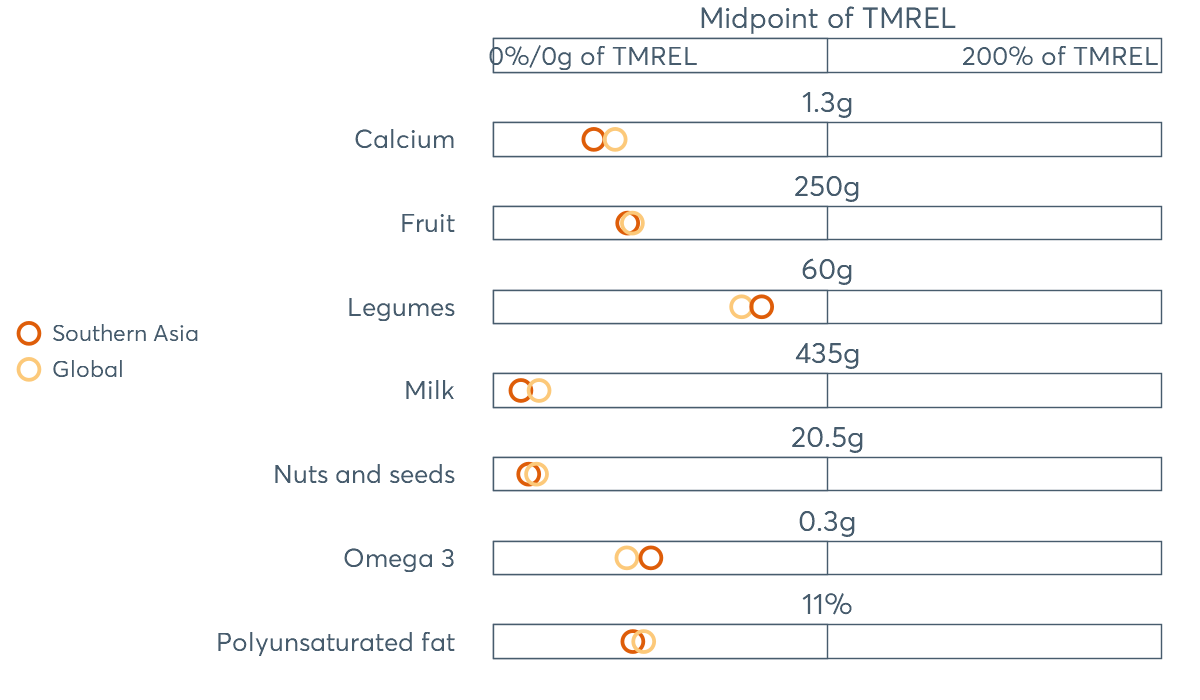 Midpoint of TMREL
0%/0g of TMREL 200% of TMREL
1.3g
Calcium
250g
Fruit
60g
Legumes
Southern Asia
Global
435g
Milk
20.5g
Nuts and seeds
0.3g
Omega 3
11%
Polyunsaturated fat